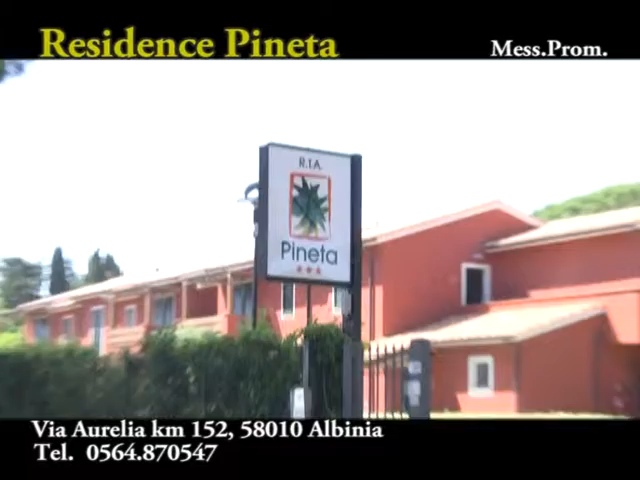 Residence Pineta
Mess.Prom.
R.T.A.
Pineta
Via Aurelia km 152, 58010 Albinia
Tel. 0564.870547